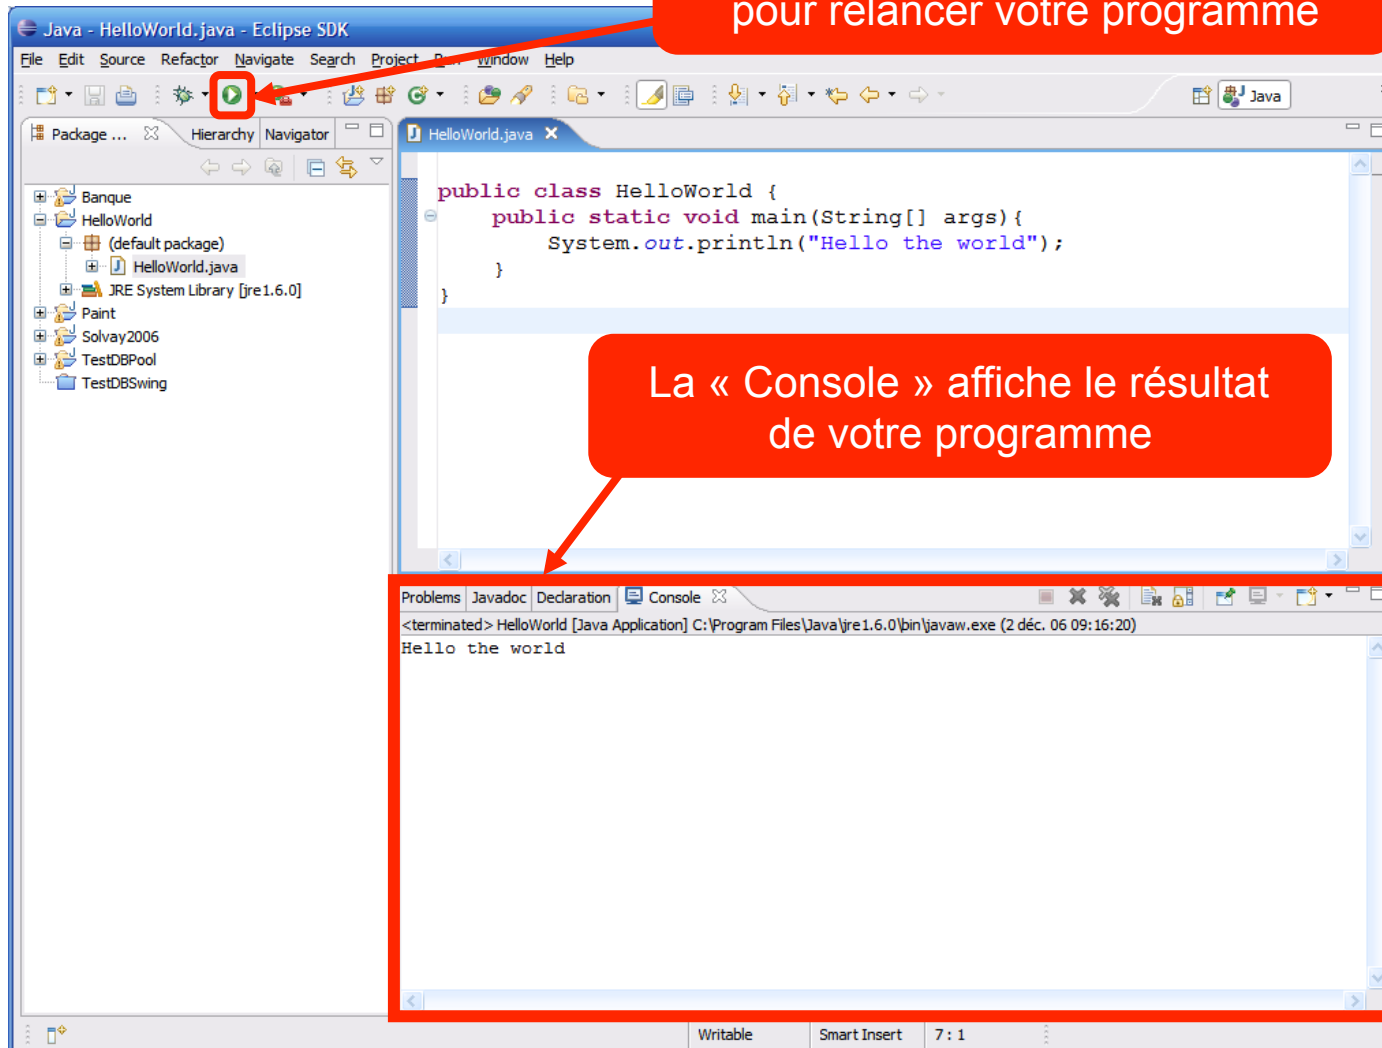 pour relancer votre programme
Java - HelloWorld.java - Eclipse SDK
File Edit Source Refactor Navigate Search Project Run Window Help
Java
Package ... Hierarchy Navigator
HelloWorld.java
Banque
HelloWorld
(default package)
HelloWorld.java
JRE System Library [jre1.6.0]
Paint
Solvay2006
TestDBPool
TestDBSwing
public class HelloWorld {
public static void main(String[] args){
System.out.println("Hello the world");
}
}
La « Console » affiche le résultat
de votre programme
Problems Javadoc Declaration Console
<terminated> HelloWorld [Java Application] C:\Program Files\Java\jre1.6.0\bin\javaw.exe (2 déc. 06 09:16:20)
Hello the world
Writable Smart Insert 7 : 1